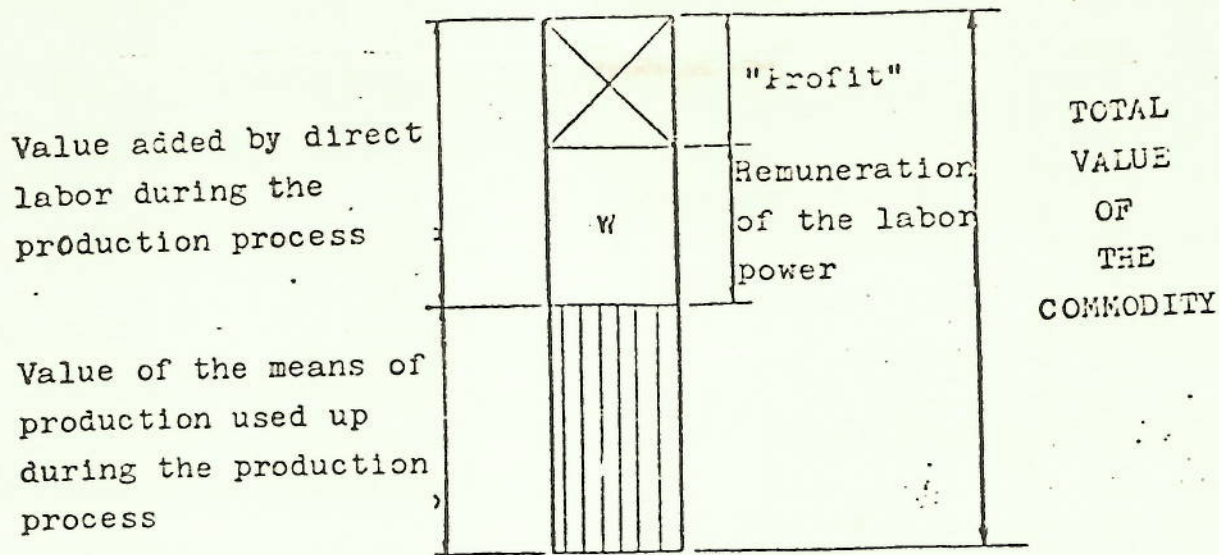 Value added by direct
labor during the
production process
Value of the means of
production used up
during the production
process
W
"Profit"
Remuneration
of the labor
power
TOTAL
VALUE
OF
THE
COMMODITY